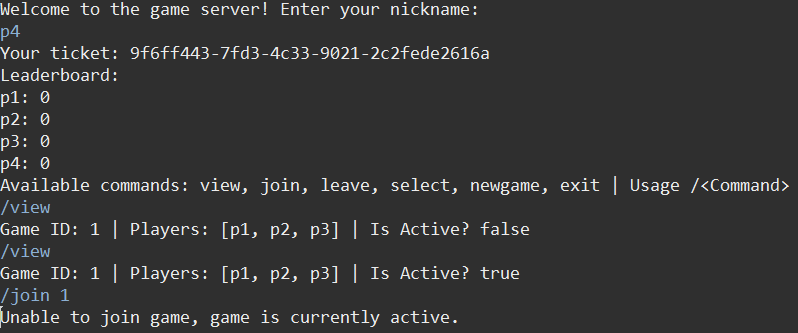 Welcome to the game server! Enter your nickname:
p4
Your ticket: 9f6ff443-7fd3-4c33-9021-2c2fede2616a
Leaderboard:
p1: 0
p2: 0
p3: 0
p4: 0
Available commands: view, join, leave, select, newgame, exit | Usage /<Command>
/view
Game ID: 1 | Players: [p1, p2, p3] | Is Active? false
/view
Game ID: 1 | Players: [p1, p2, p3] | Is Active? true
/join 1
Unable to join game, game is currently active.